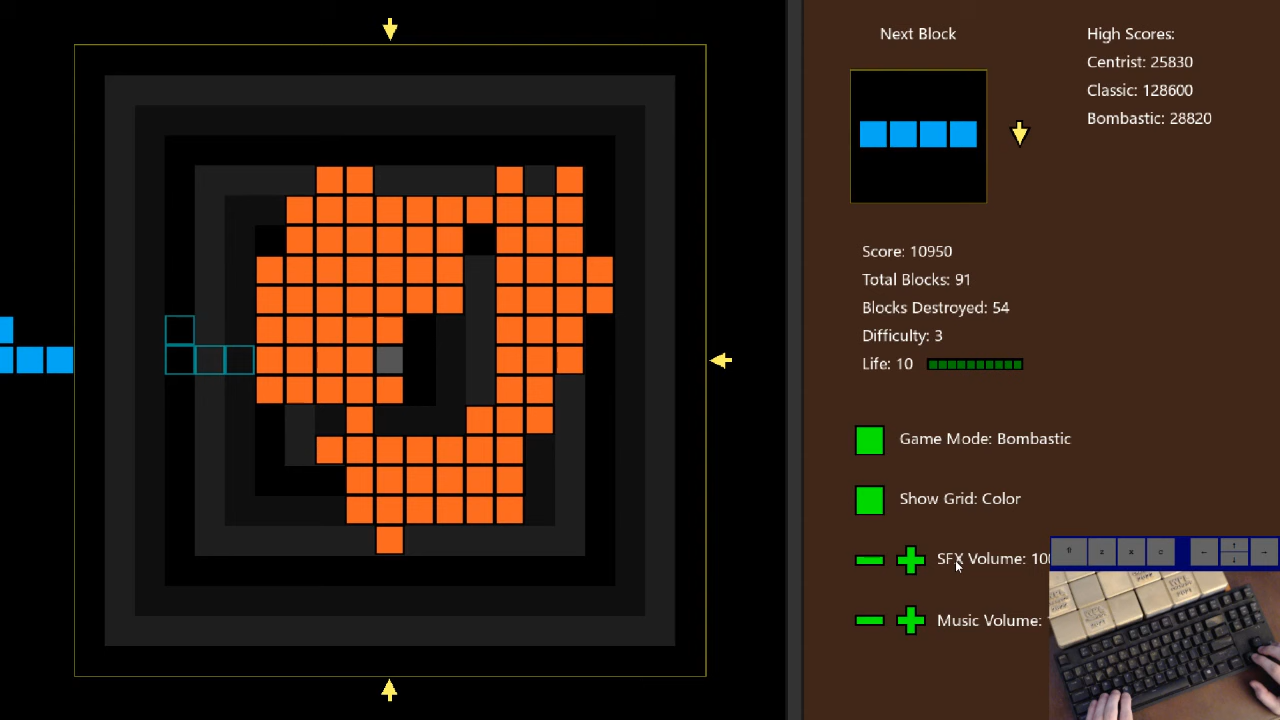 Next Block
High Scores:
Centrist: 25830
Classic: 128600
Bombastic: 28820
Score: 10950
Total Blocks: 91
Blocks Destroyed: 54
Difficulty: 3
Life: 10
Game Mode: Bombastic
Show Grid: Color
SFX Volume:
Music Volume: